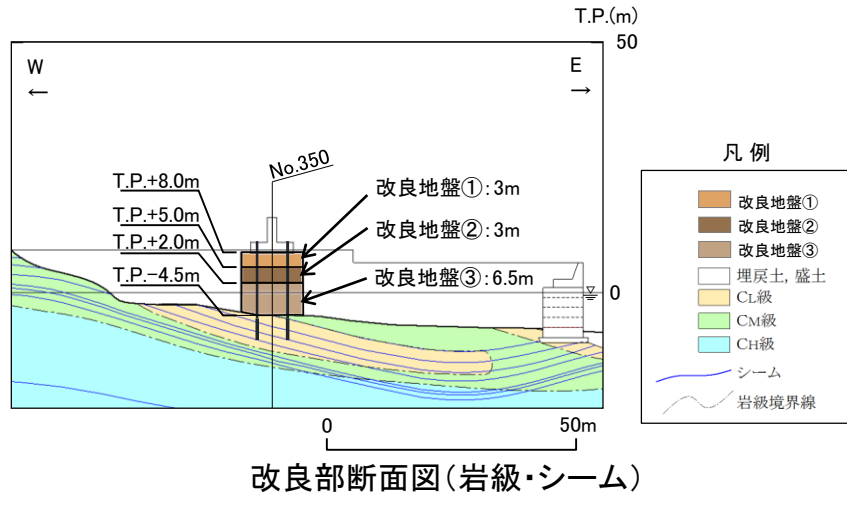 T.P.(m)
50
W
E
←
→
No.350
T.P.+8.0m
改良地盤①:3m
T.P.+5.0m
改良地盤②:3m
T.P.+2.0m
T.P.-4.5m
改良地盤③:6.5m
0
凡 例
改良地盤①
改良地盤②
改良地盤③
埋戻土, 盛土
CL級
CM級
CH級
シーム
岩級境界線
0
50m
改良部断面図(岩級・シーム)